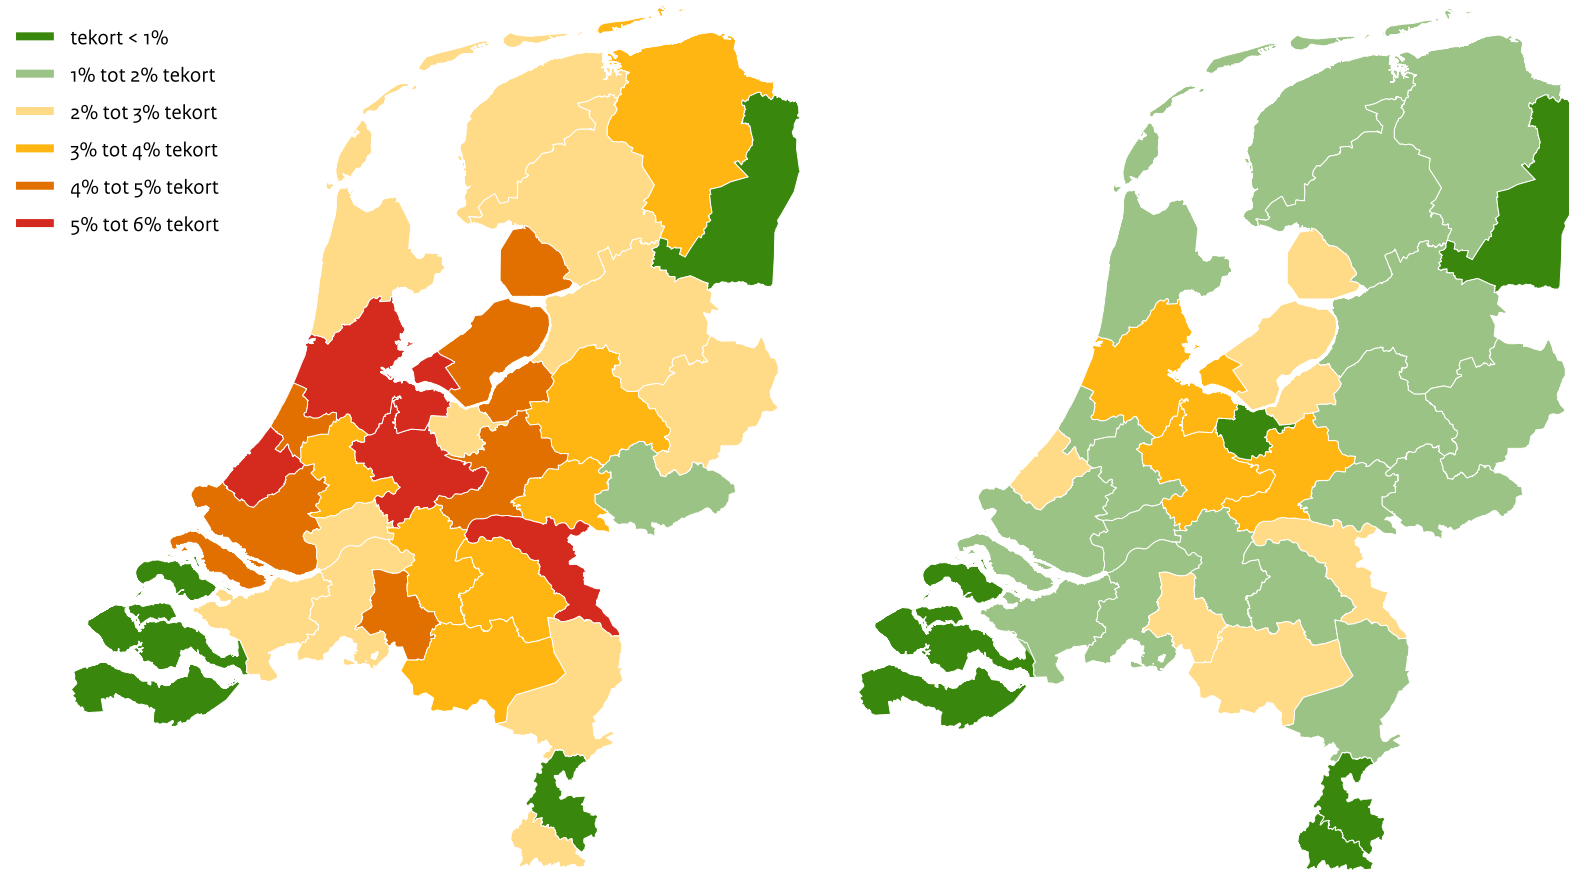 tekort < 1%
1% tot 2% tekort
2% tot 3% tekort
3% tot 4% tekort
4% tot 5% tekort
5% tot 6% tekort